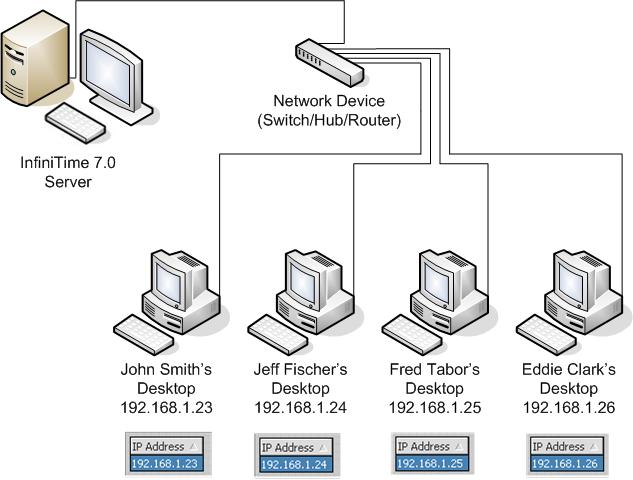 Network Device
(Switch/Hub/Router)
InfiniTime 7.0
Server
John Smith's
Desktop
192.168.1.23
Jeff Fischer's
Desktop
192.168.1.24
Fred Tabor's
Desktop
192.168.1.25
Eddie Clark's
Desktop
192.168.1.26
IP Address
192.168.1.23
IP Address
192.168.1.24
IP Address
192.168.1.25
IP Address
192.168.1.26